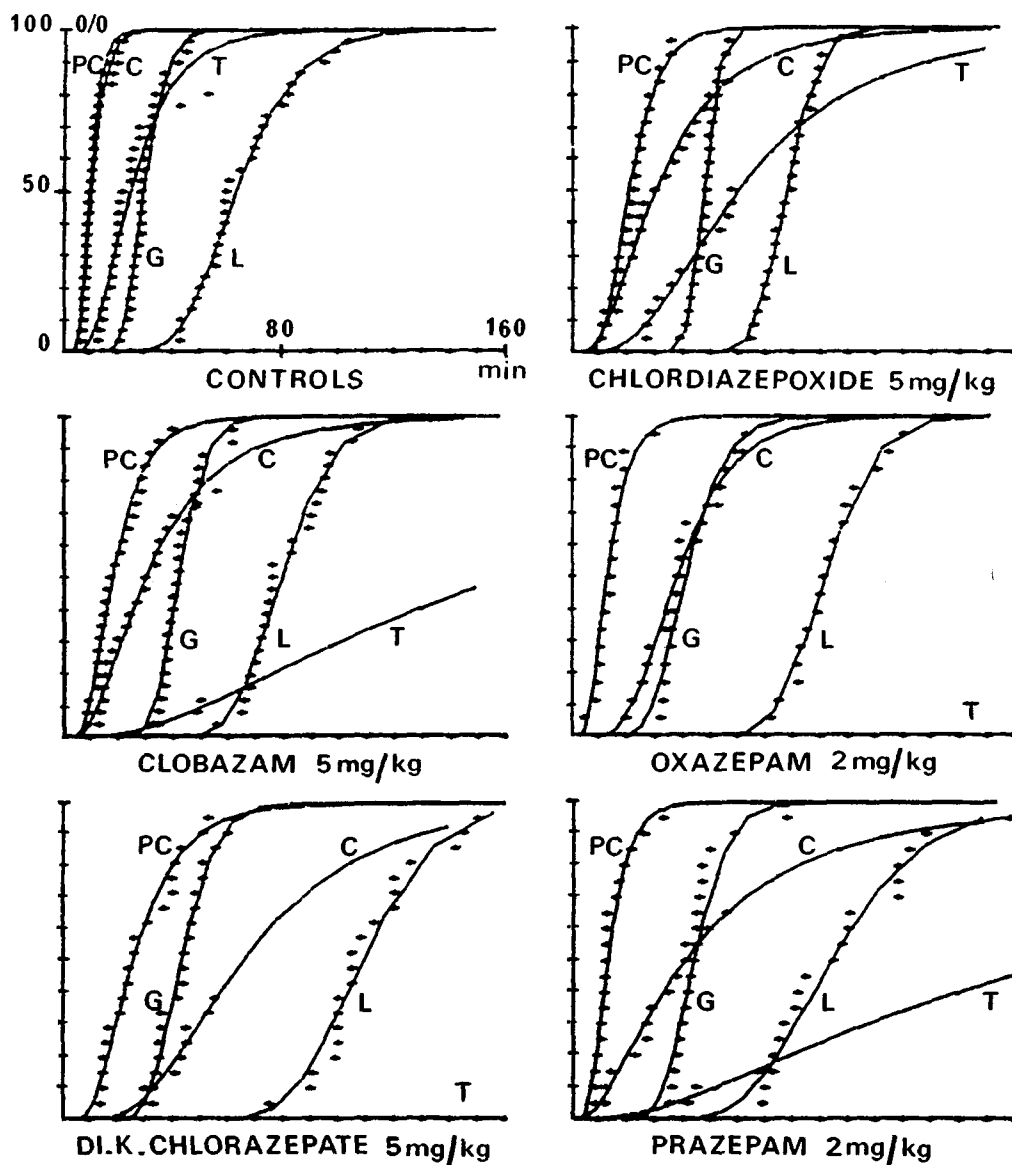 100 0/0
PC C T
50
G L
0
80 160
min
CONTROLS
PC C T
G L
CHLORDIAZEPOXIDE 5mg/kg
PC C
G L T
CLOBAZAM 5mg/kg
PC C
G L
T
OXAZEPAM 2mg/kg
PC C
G L
T
DI.K.CHLORAZEPATE 5mg/kg
PC C
G L T
PRAZEPAM 2mg/kg